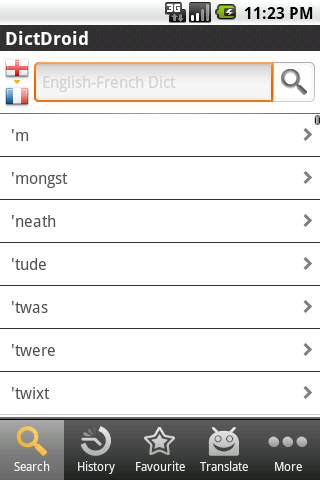 3G
11:23 PM
DictDroid
English-French Dict
'm
'mongst
'neath
'tude
'twas
'twere
'twixt
Search
History
Favourite
Translate
More